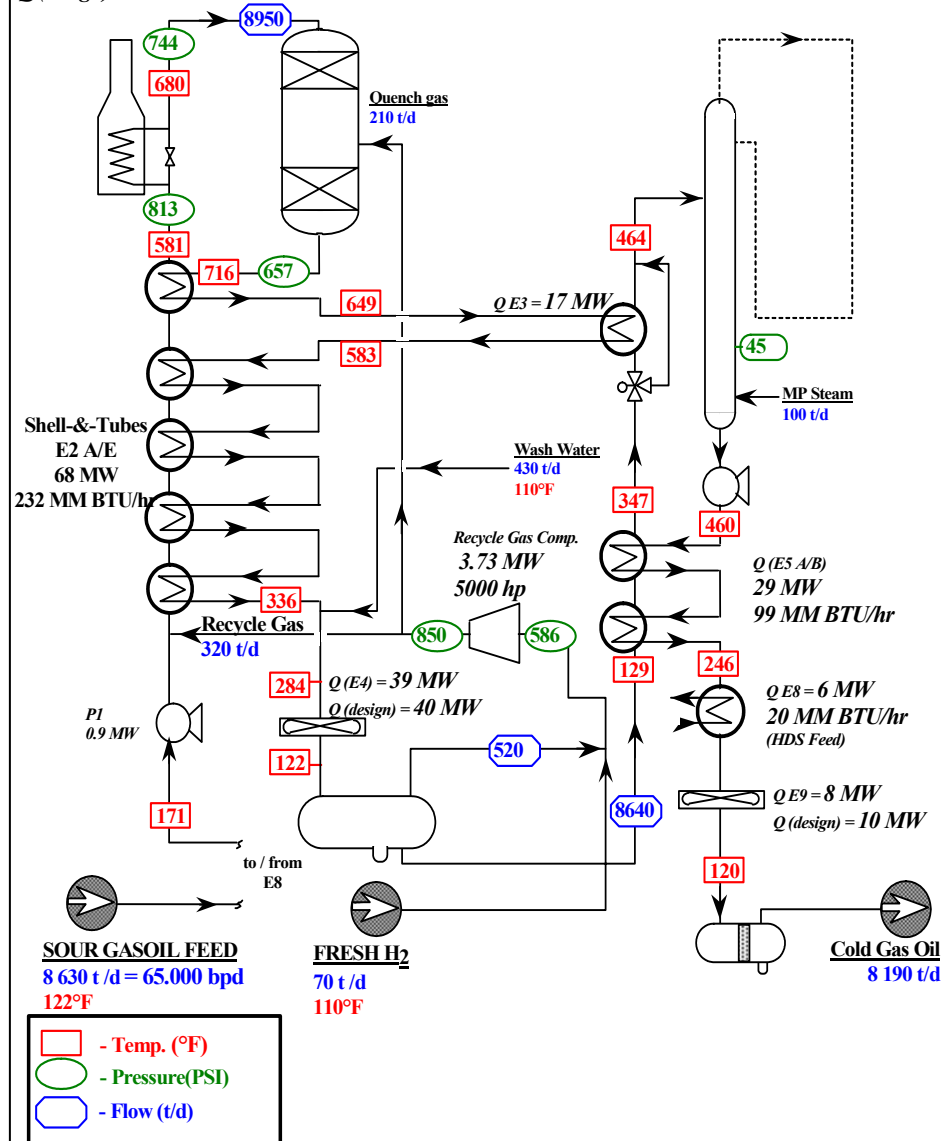 744
8950
680
Quench gas
210 t/d
813
581
716
657
464
649
Q E3 = 17 MW
583
45
MP Steam
100 t/d
Shell-&-Tubes
E2 A/E
68 MW
232 MM BTU/hr
Wash Water
430 t/d
110°F
347
460
Recycle Gas Comp.
3.73 MW
5000 hp
Q (E5 A/B)
29 MW
99 MM BTU/hr
336
Recycle Gas
320 t/d
850
586
129
246
284
Q (E4) = 39 MW
Q (design) = 40 MW
Q E8 = 6 MW
20 MM BTU/hr
(HDS Feed)
P1
0.9 MW
122
520
8640
Q E9 = 8 MW
Q (design) = 10 MW
171
to / from
E8
120
SOUR GASOIL FEED
8 630 t /d = 65.000 bpd
122°F
FRESH H2
70 t /d
110°F
Cold Gas Oil
8 190 t/d
- Temp. (°F)
- Pressure(PSI)
- Flow (t/d)